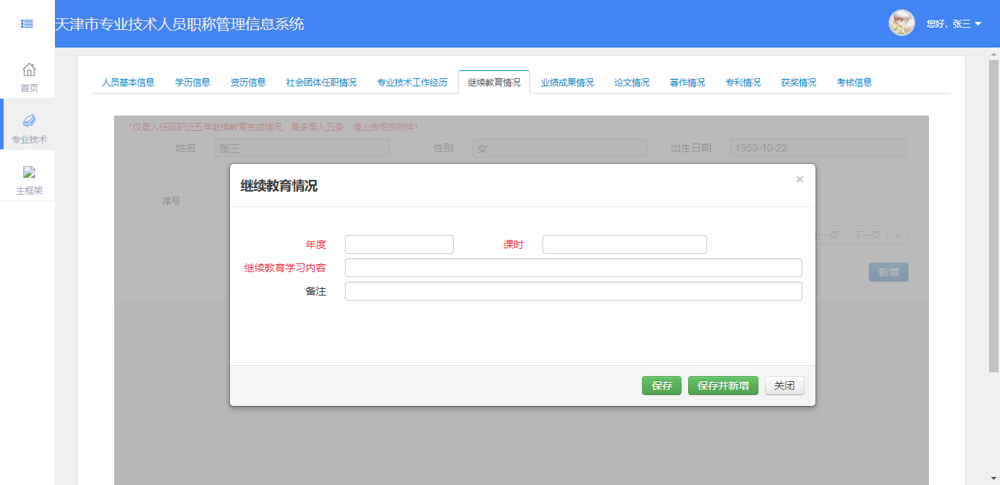 天津市专业技术人员职称管理信息系统
您好，张三
首页
专业技术
主框架
人员基本信息 学历信息 资历信息 社会团体任职情况 专业技术工作经历 继续教育情况 业绩成果情况 论文情况 著作情况 专利情况 获奖情况 考核信息
*仅录入任现职近五年继续教育完成情况，最多录入五条，请上传相关附件！
姓名 张三 性别 女 出生日期 1953-10-22
序号
上一页 下一页 »
新增
继续教育情况 ×
年度 课时
继续教育学习内容
备注
保存 保存并新增 关闭